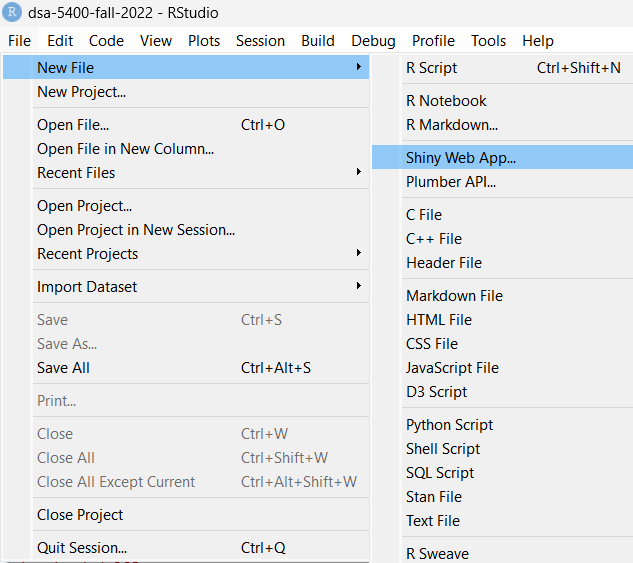 R dsa-5400-fall-2022 - RStudio
File Edit Code View Plots Session Build Debug Profile Tools Help
New File
New Project...
Open File... Ctrl+O
Open File in New Column...
Recent Files
Open Project...
Open Project in New Session...
Recent Projects
Import Dataset
Save Ctrl+S
Save As...
Save All Ctrl+Alt+S
Print...
Close Ctrl+W
Close All Ctrl+Shift+W
Close All Except Current Ctrl+Alt+Shift+W
Close Project
Quit Session... Ctrl+Q
R Script Ctrl+Shift+N
R Notebook
R Markdown...
Shiny Web App...
Plumber API...
C File
C++ File
Header File
Markdown File
HTML File
CSS File
JavaScript File
D3 Script
Python Script
Shell Script
SQL Script
Stan File
Text File
R Sweave